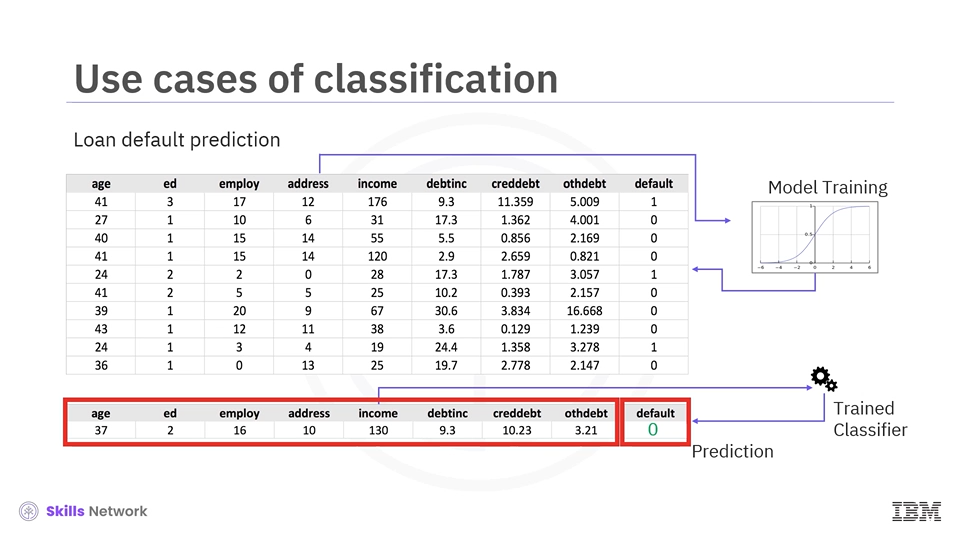 Use cases of classification
Loan default prediction
age ed employ address income debtinc creddebt othdebt default
41 3 17 12 176 9.3 11.359 5.009 1
27 1 10 6 31 17.3 1.362 4.001 0
40 1 15 14 55 5.5 0.856 2.169 0
41 1 15 14 120 2.9 2.659 0.821 0
24 2 2 0 28 17.3 1.787 3.057 1
41 2 5 5 25 10.2 0.393 2.157 0
39 1 20 9 67 30.6 3.834 16.668 0
43 1 12 11 38 3.6 0.129 1.239 0
24 1 3 4 19 24.4 1.358 3.278 1
36 1 0 13 25 19.7 2.778 2.147 0
Model Training
1
0.5
0
−6 −4 −2 0 2 4 6
age ed employ address income debtinc creddebt othdebt default
37 2 16 10 130 9.3 10.23 3.21 0
Trained
Classifier
Prediction
Skills Network
IBM